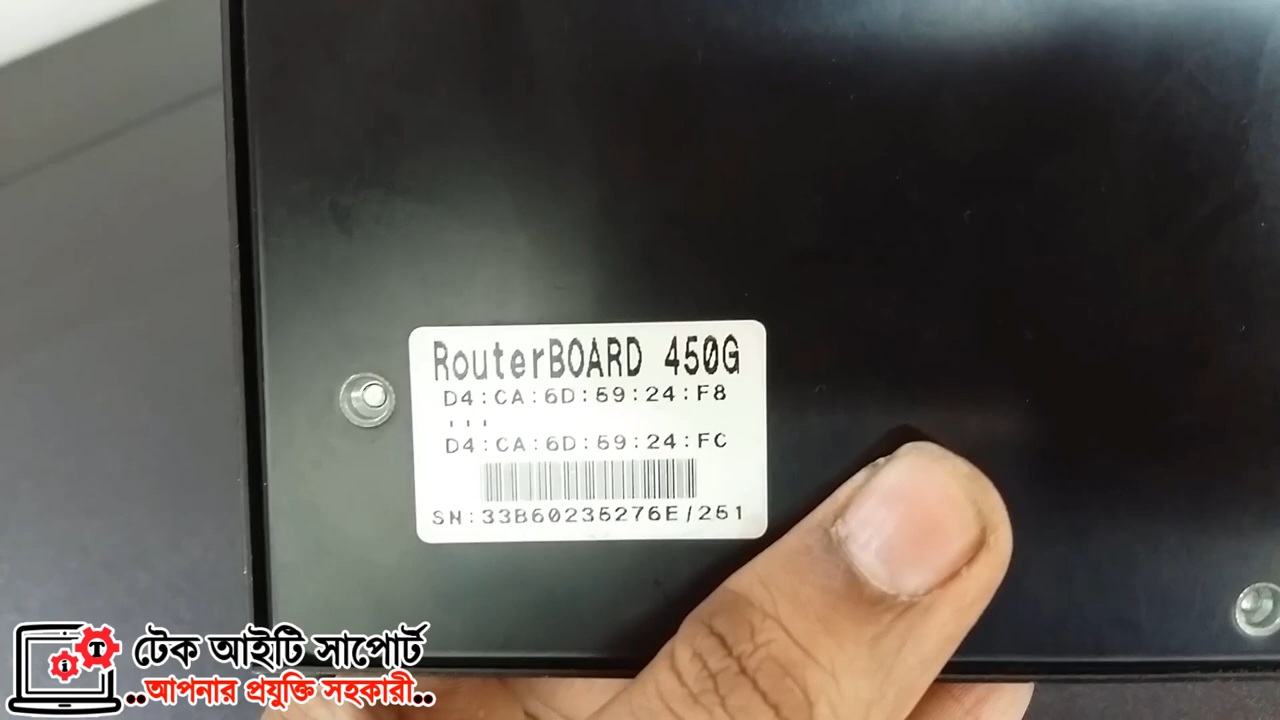 RouterBOARD 450G
D4:CA:6D:59:24:F8
...
D4:CA:6D:59:24:FC
SN:33B60235276E/251
টেক আইটি সাপোর্ট
..আপনার প্রযুক্তি সহকারী..